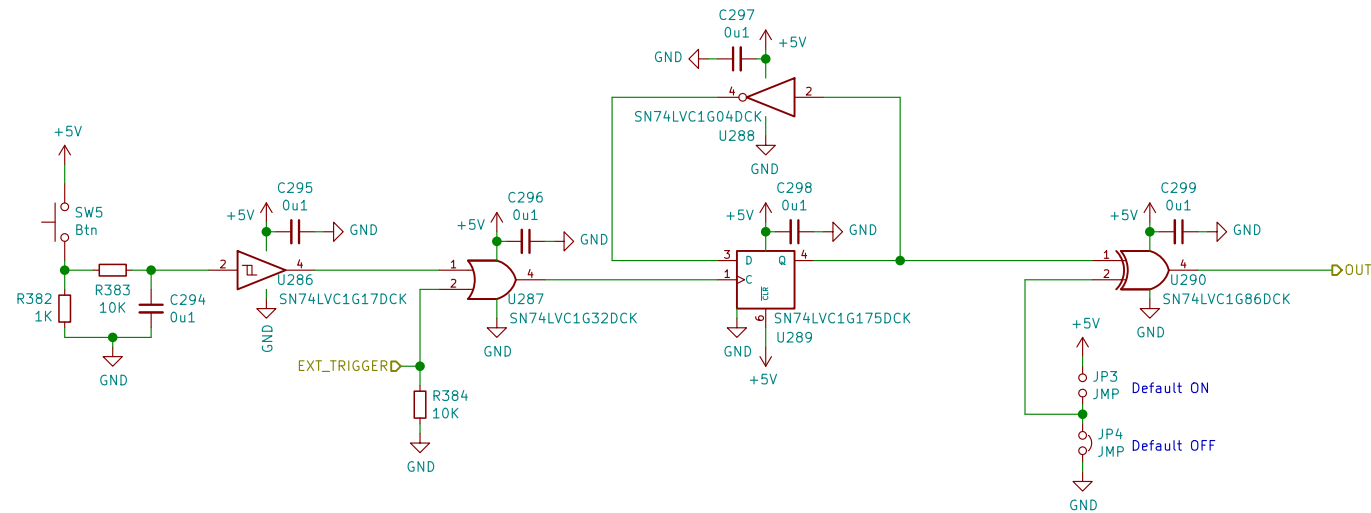 C297
0u1
+5V
GND
4
2
SN74LVC1G04DCK
U288
GND
+5V
SW5
Btn
R382
1K
R383
10K
C294
0u1
GND
C295
0u1
+5V
GND
2
4
U286
SN74LVC1G17DCK
GND
C296
0u1
+5V
GND
1
2
4
U287
SN74LVC1G32DCK
GND
EXT_TRIGGER
R384
10K
GND
C298
0u1
+5V
GND
3
D
Q
4
1
C
CLR
6
SN74LVC1G175DCK
U289
GND
+5V
C299
0u1
+5V
GND
1
2
4
U290
SN74LVC1G86DCK
GND
OUT
+5V
JP3
JMP
Default ON
JP4
JMP
Default OFF
GND